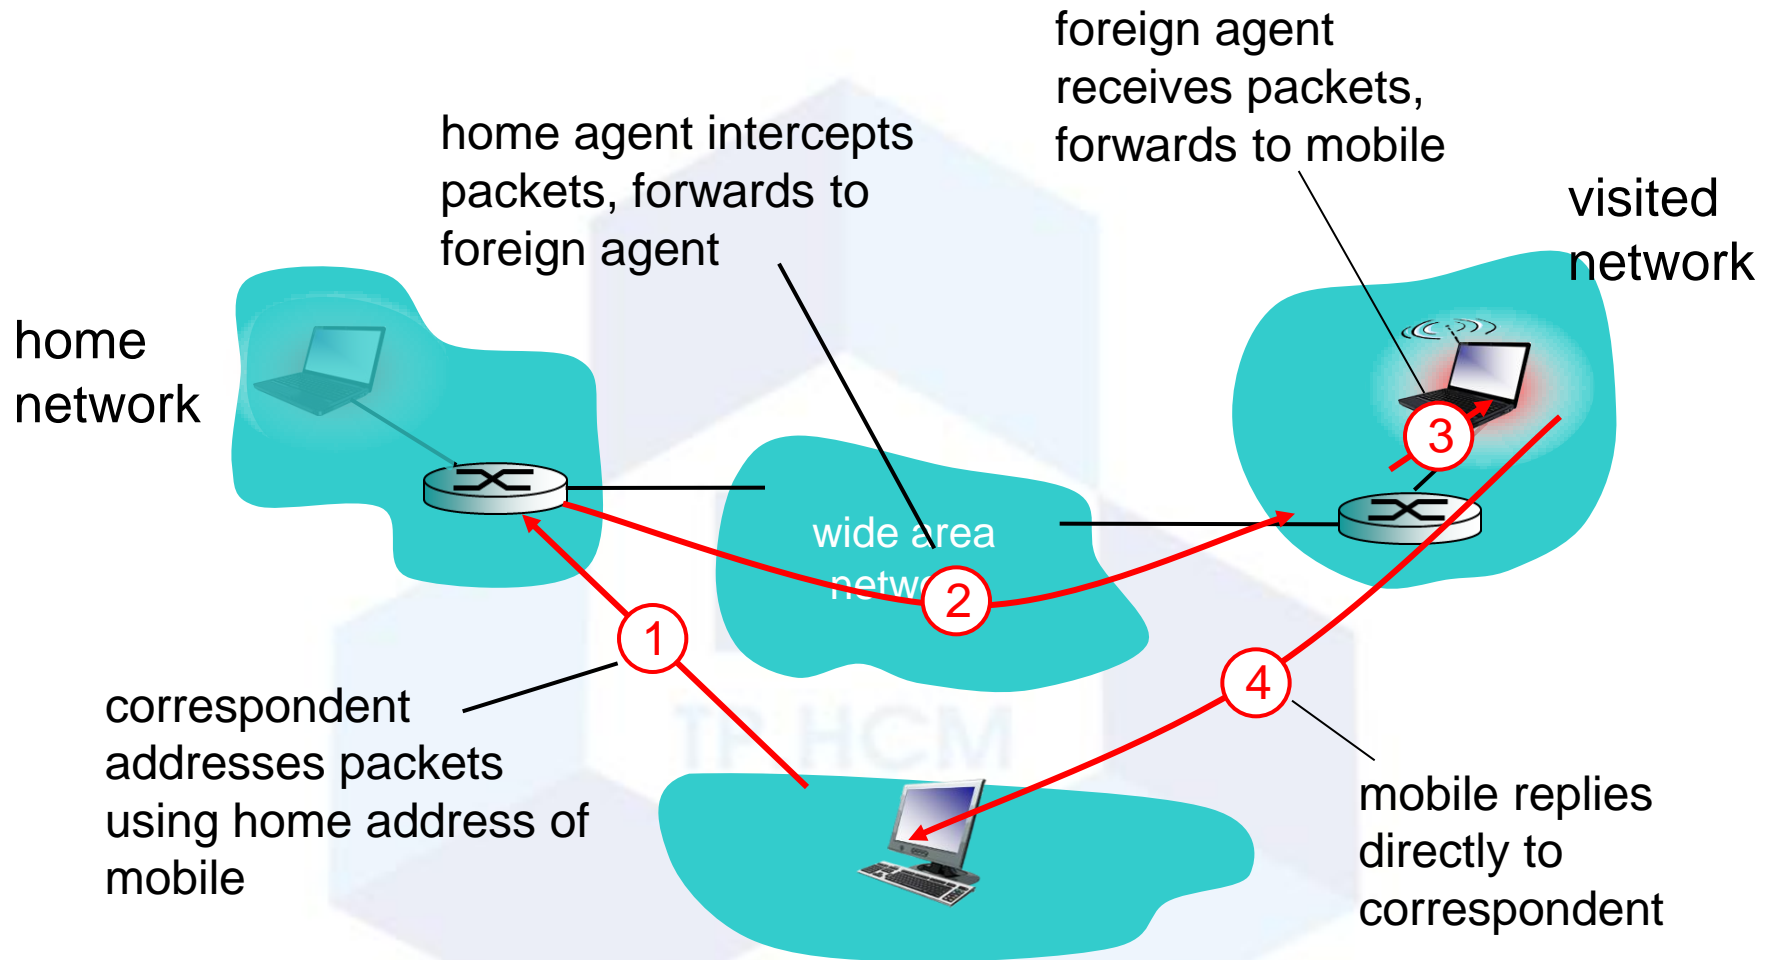 foreign agent
receives packets,
forwards to mobile
home agent intercepts
packets, forwards to
foreign agent
visited
network
home
network
3
wide area
2
1
4
correspondent
addresses packets
using home address of
mobile
TP HCM
mobile replies
directly to
correspondent